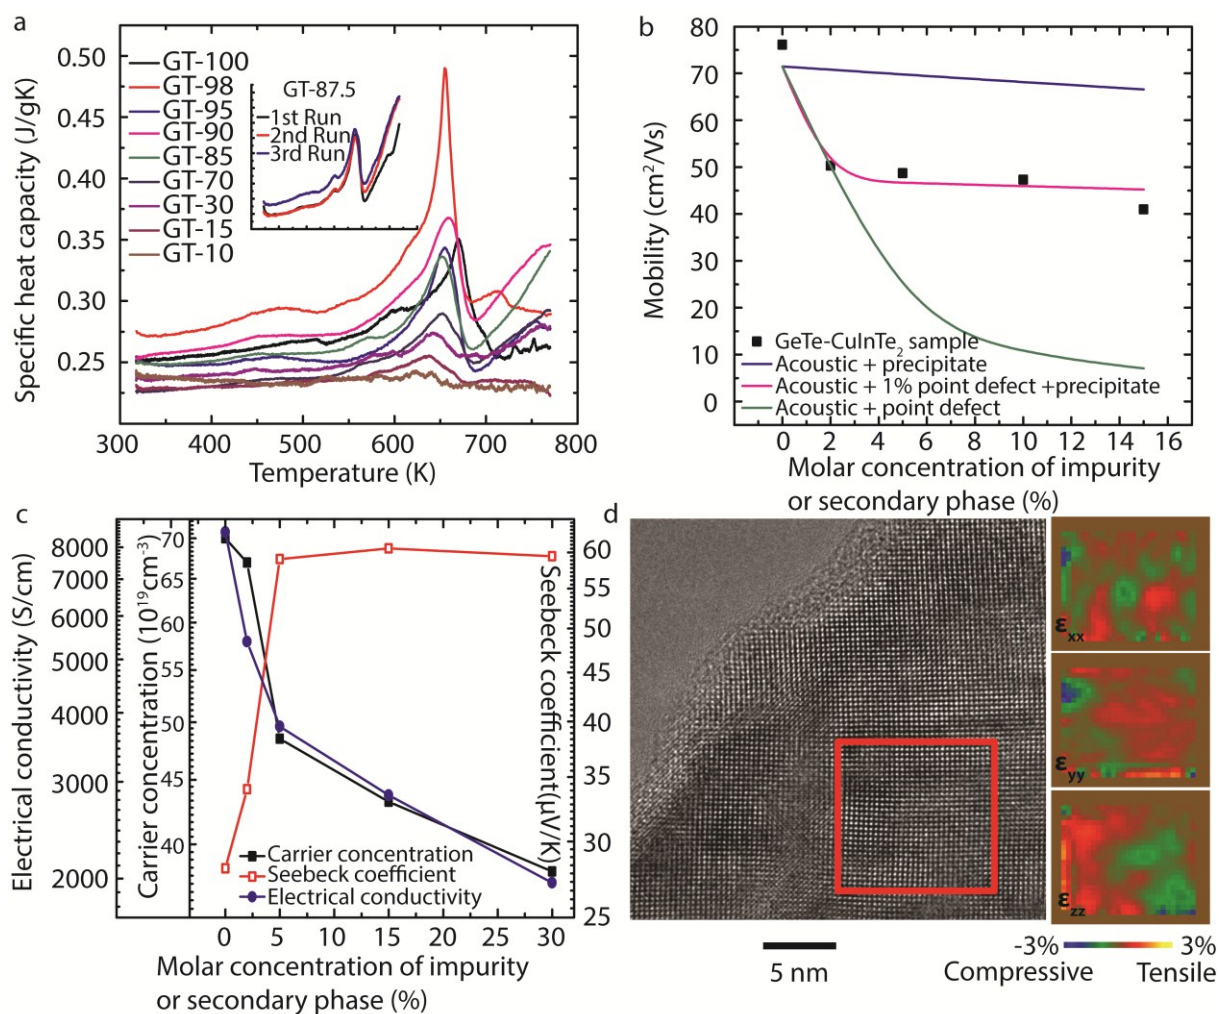 a
Specific heat capacity (J/gK)
0.50
0.45
0.40
0.35
0.30
0.25
GT-100
GT-98
GT-95
GT-90
GT-85
GT-70
GT-30
GT-15
GT-10
GT-87.5
1st Run
2nd Run
3rd Run
300 400 500 600 700 800
Temperature (K)
b
Mobility (cm²/Vs)
80
70
60
50
40
30
20
10
0
GeTe-CuInTe₂ sample
Acoustic + precipitate
Acoustic + 1% point defect +precipitate
Acoustic + point defect
0 2 4 6 8 10 12 14 16
Molar concentration of impurity
or secondary phase (%)
c
Electrical conductivity (S/cm)
8000
7000
6000
5000
4000
3000
2000
Carrier concentration (10¹⁹cm⁻³)
70
65
60
55
50
45
40
Seebeck coefficient(μV/K)
60
55
50
45
40
35
30
25
Carrier concentration
Seebeck coefficient
Electrical conductivity
0 5 10 15 20 25 30
Molar concentration of impurity
or secondary phase (%)
d
εxx
εyy
εzz
5 nm
-3% 3%
Compressive Tensile